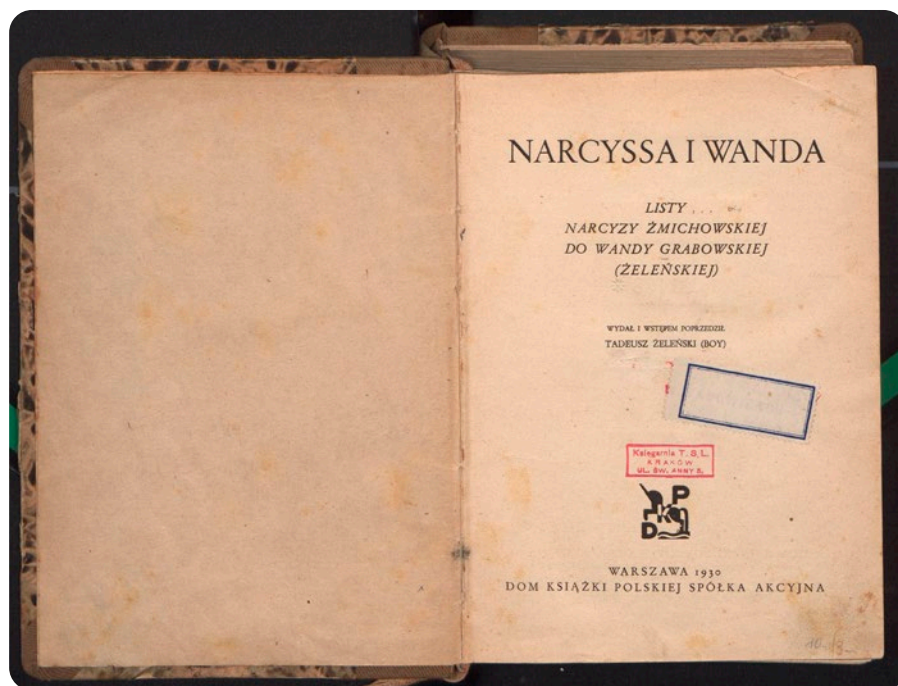 NARCYSSA I WANDA
LISTY
NARCYZY ŻMICHOWSKIEJ
DO WANDY GRABOWSKIEJ
(ŻELEŃSKIEJ)
WYDAŁ I WSTĘPEM POPRZEDZIŁ
TADEUSZ ŻELEŃSKI (BOY)
Księgarnia T. S. L.
KRAKÓW
UL. ŚW. ANNY 5.
P
K
D
WARSZAWA 1930
DOM KSIĄŻKI POLSKIEJ SPÓŁKA AKCYJNA